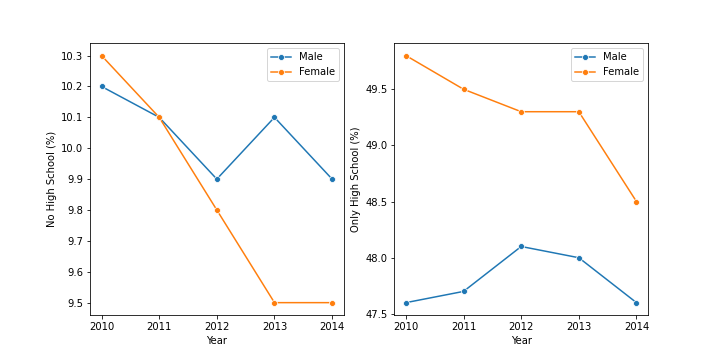 No High School (%)
10.3
10.2
10.1
10.0
9.9
9.8
9.7
9.6
9.5
2010 2011 2012 2013 2014
Year
Male
Female
Only High School (%)
49.5
49.0
48.5
48.0
47.5
2010 2011 2012 2013 2014
Year
Male
Female